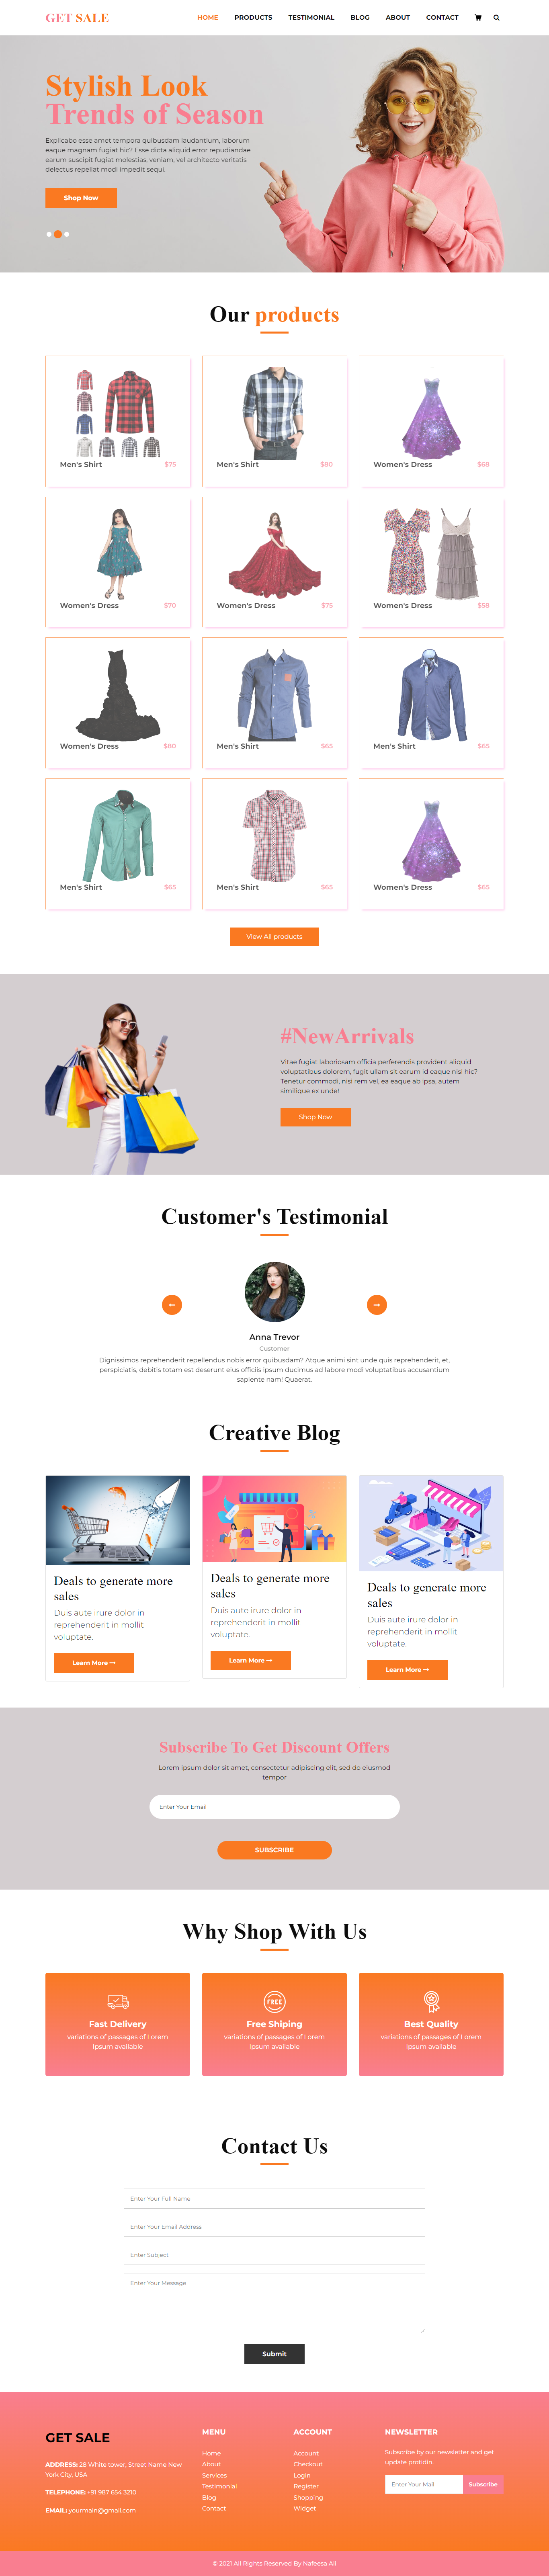 GET SALE
HOME PRODUCTS TESTIMONIAL BLOG ABOUT CONTACT
Stylish Look
Trends of Season
Explicabo esse amet tempora quibusdam laudantium, laborum
eaque magnam fugiat hic? Esse dicta aliquid error repudiandae
earum suscipit fugiat molestias, veniam, vel architecto veritatis
delectus repellat modi impedit sequi.
Shop Now
Our products
Men's Shirt $75
Men's Shirt $80
Women's Dress $68
Women's Dress $70
Women's Dress $75
Women's Dress $58
Women's Dress $80
Men's Shirt $65
Men's Shirt $65
Men's Shirt $65
Men's Shirt $65
Women's Dress $65
View All products
#NewArrivals
Vitae fugiat laboriosam officia perferendis provident aliquid
voluptatibus dolorem, fugit ullam sit earum id eaque nisi hic?
Tenetur commodi, nisi rem vel, ea eaque ab ipsa, autem
similique ex unde!
Shop Now
Customer's Testimonial
Anna Trevor
Customer
Dignissimos reprehenderit repellendus nobis error quibusdam? Atque animi sint unde quis reprehenderit, et,
perspiciatis, debitis totam est deserunt eius officiis ipsum ducimus ad labore modi voluptatibus accusantium
sapiente nam! Quaerat.
Creative Blog
Deals to generate more
sales
Duis aute irure dolor in
reprehenderit in mollit
voluptate.
Learn More
Deals to generate more
sales
Duis aute irure dolor in
reprehenderit in mollit
voluptate.
Learn More
Deals to generate more
sales
Duis aute irure dolor in
reprehenderit in mollit
voluptate.
Learn More
Subscribe To Get Discount Offers
Lorem ipsum dolor sit amet, consectetur adipiscing elit, sed do eiusmod
tempor
Enter Your Email
SUBSCRIBE
Why Shop With Us
Fast Delivery
variations of passages of Lorem
Ipsum available
FREE
Free Shiping
variations of passages of Lorem
Ipsum available
Best Quality
variations of passages of Lorem
Ipsum available
Contact Us
Enter Your Full Name
Enter Your Email Address
Enter Subject
Enter Your Message
Submit
GET SALE
ADDRESS: 28 White tower, Street Name New
York City, USA
TELEPHONE: +91 987 654 3210
EMAIL: yourmain@gmail.com
MENU
Home
About
Services
Testimonial
Blog
Contact
ACCOUNT
Account
Checkout
Login
Register
Shopping
Widget
NEWSLETTER
Subscribe by our newsletter and get
update protidin.
Enter Your Mail
Subscribe
© 2021 All Rights Reserved By Nafeesa Ali